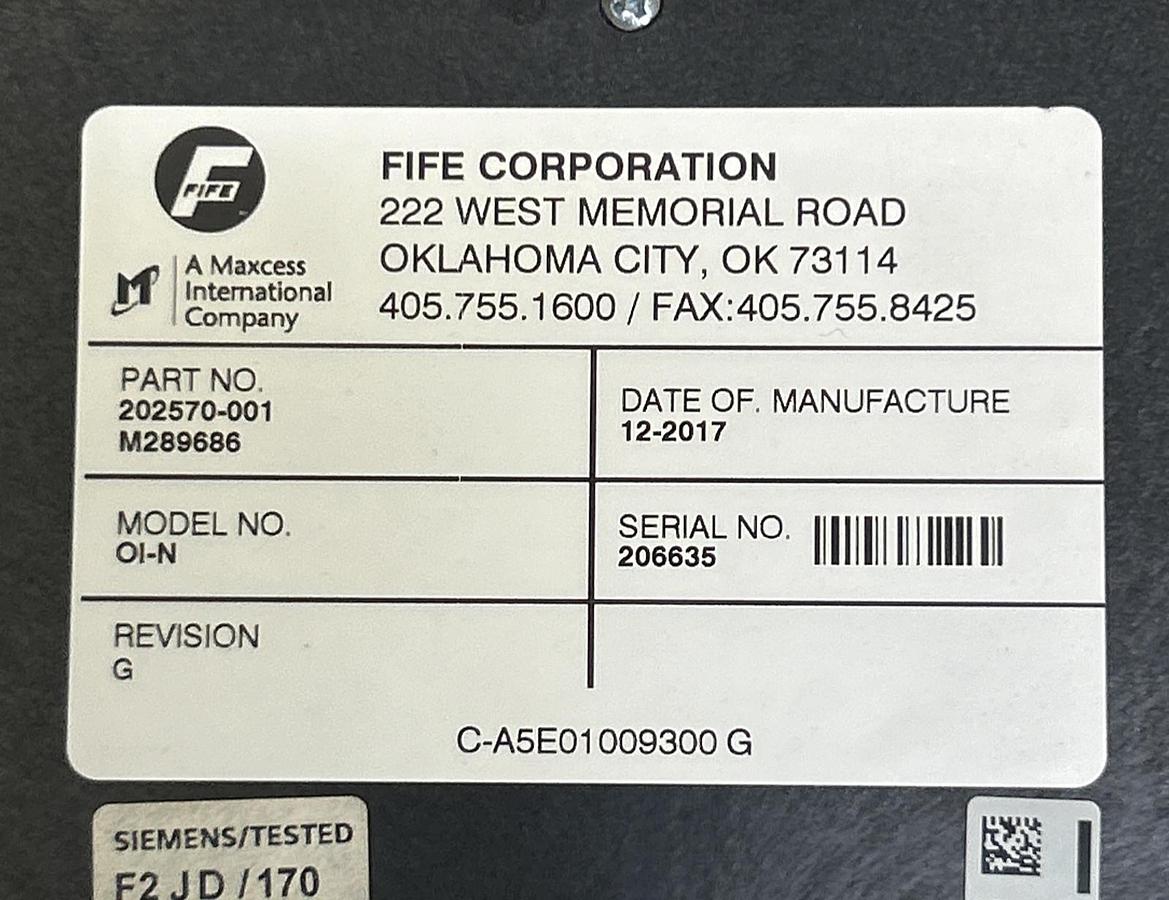 FIFE
A Maxcess
International
Company
FIFE CORPORATION
222 WEST MEMORIAL ROAD
OKLAHOMA CITY, OK 73114
405.755.1600 / FAX:405.755.8425
PART NO.
202570-001
M289686
DATE OF. MANUFACTURE
12-2017
MODEL NO.
OI-N
SERIAL NO.
206635
REVISION
G
C-A5E01009300 G
SIEMENS/TESTED
F2 JD / 170